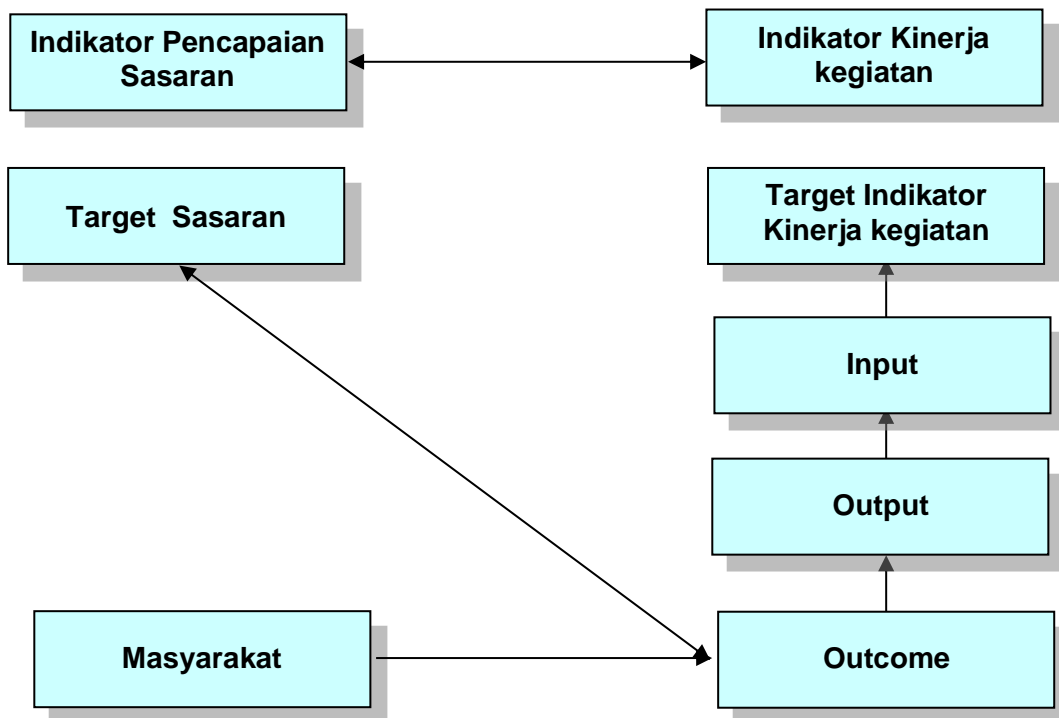 Indikator Pencapaian
Sasaran
Indikator Kinerja
kegiatan
Target Sasaran
Target Indikator
Kinerja kegiatan
Input
Output
Masyarakat
Outcome